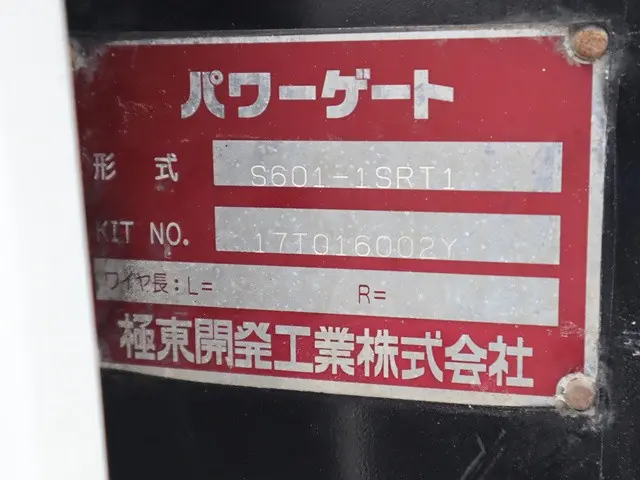 パワーゲート
形 式 S601-1SRT1
KIT NO. 17T016002Y
ワイヤ長:L= R=
極東開発工業株式会社